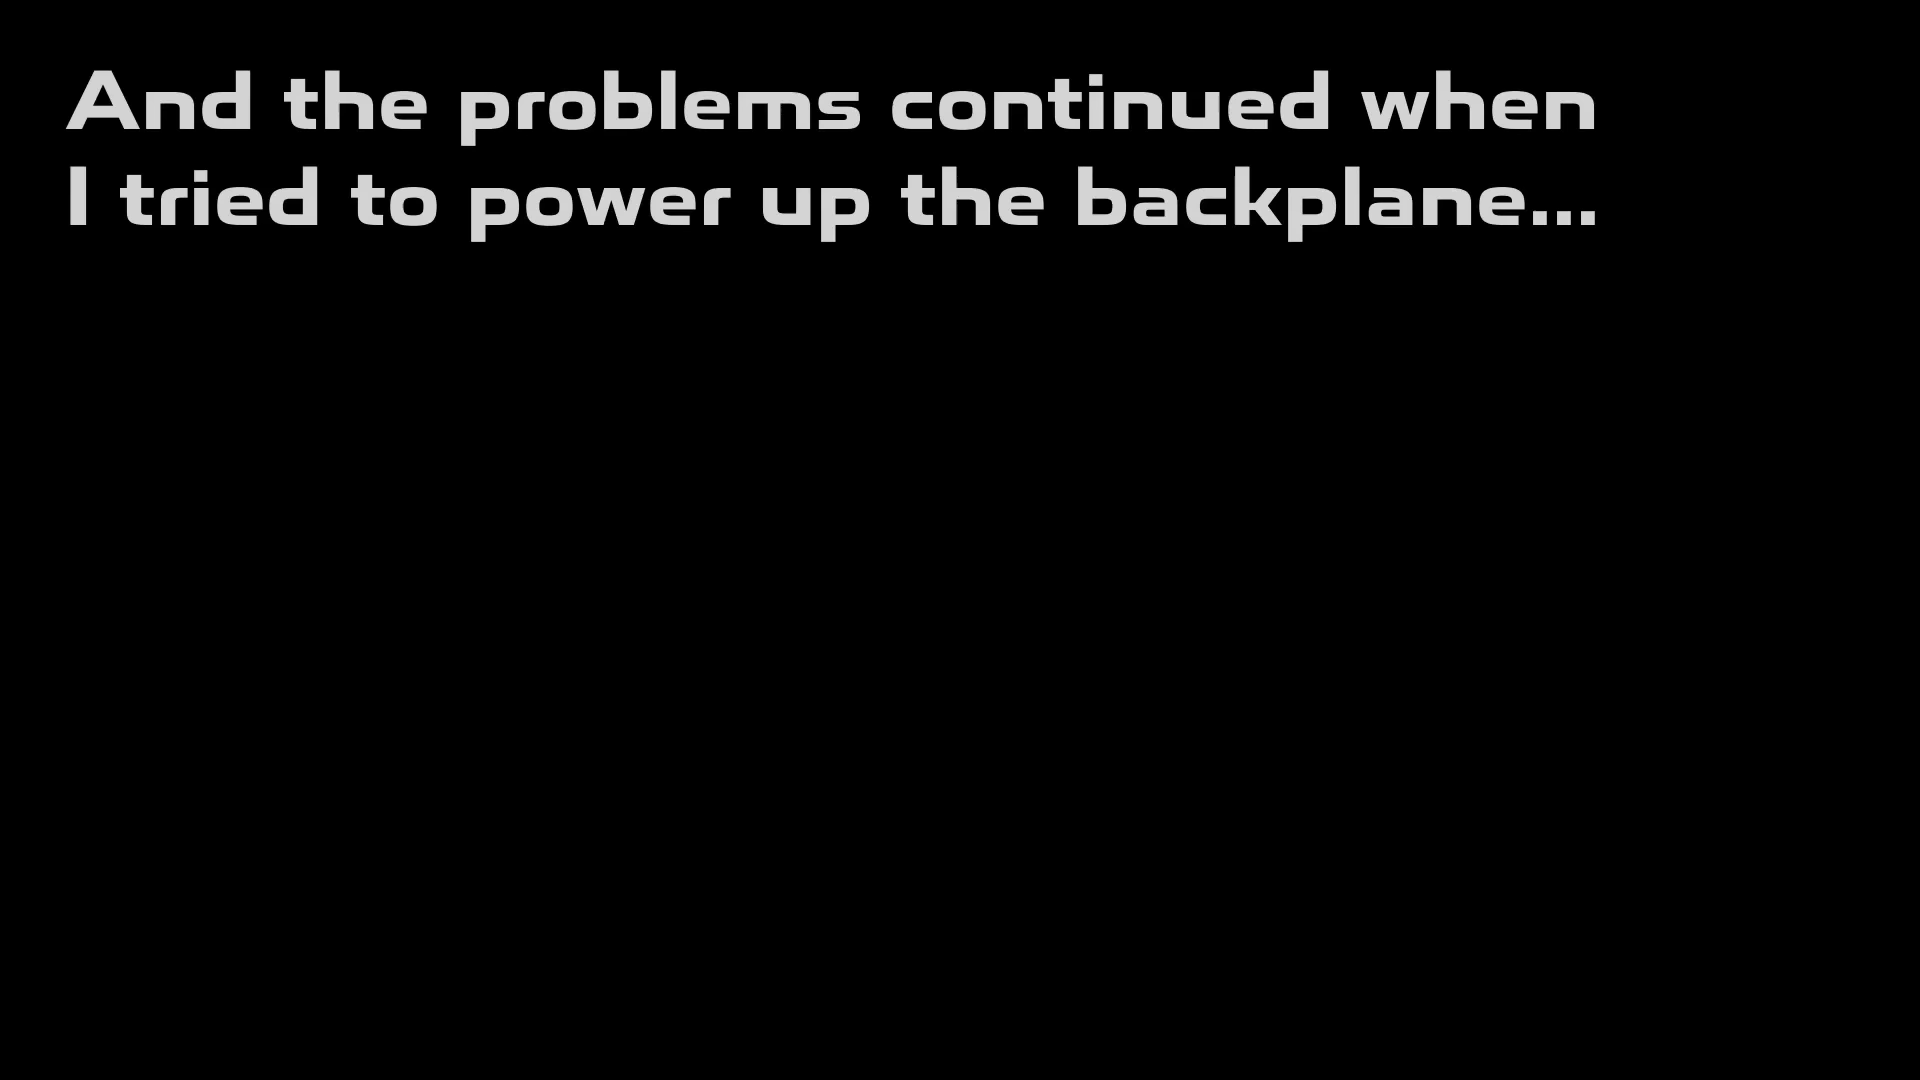 And the problems continued when
I tried to power up the backplane...